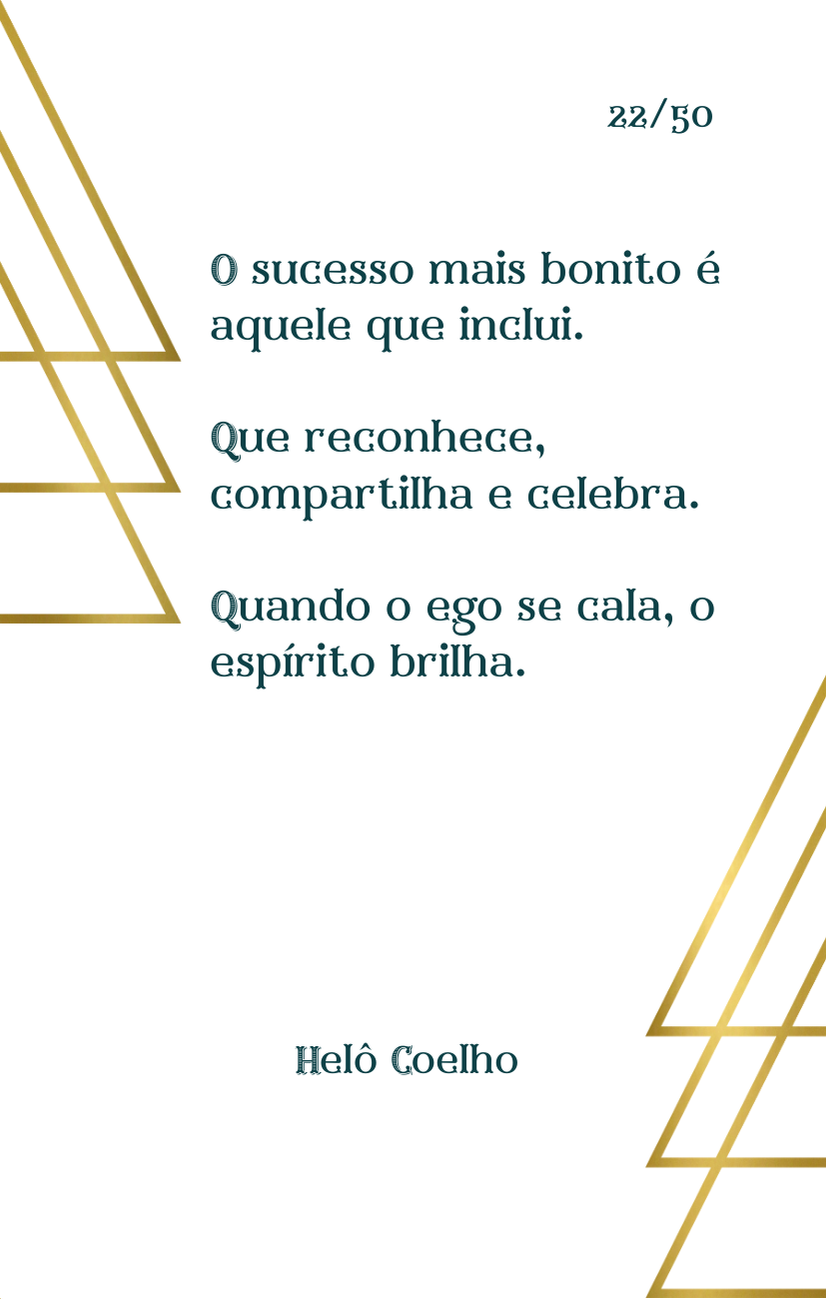 22/50
O sucesso mais bonito é
aquele que inclui.
Que reconhece,
compartilha e celebra.
Quando o ego se cala, o
espírito brilha.
Helô Coelho